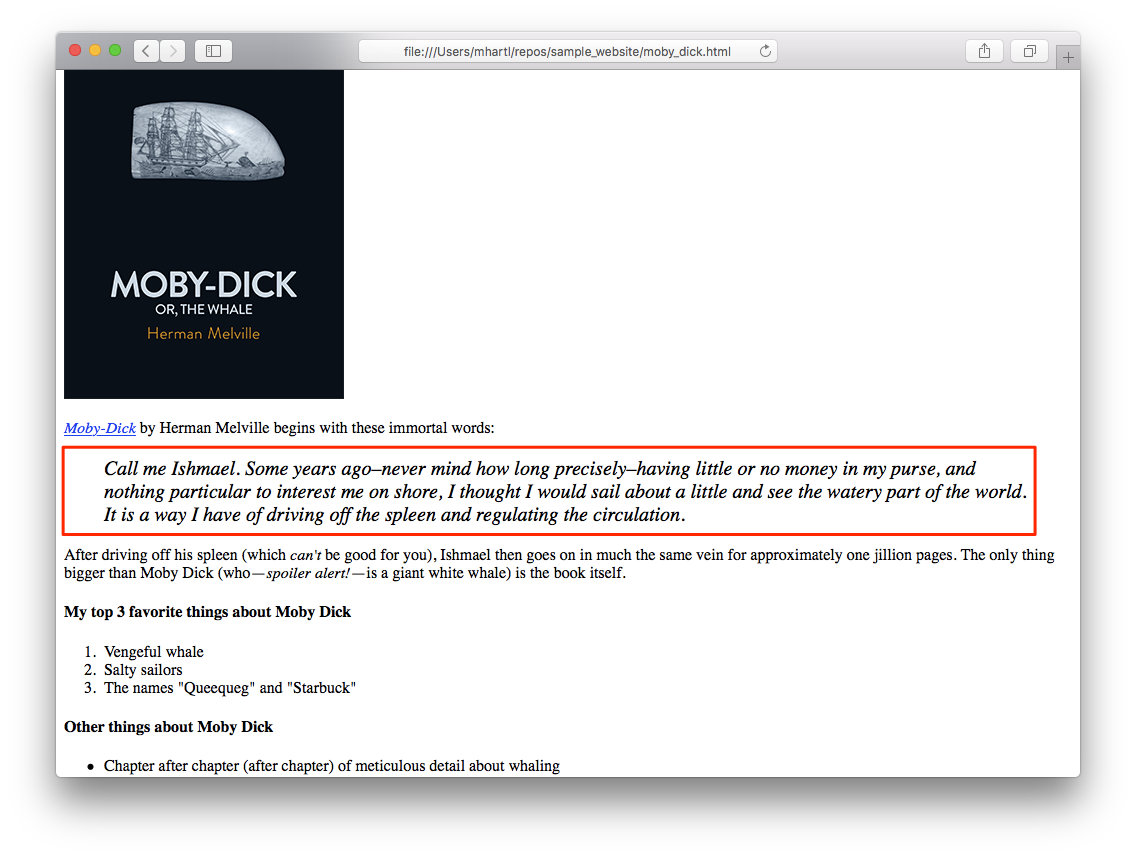 file:///Users/mhartl/repos/sample_website/moby_dick.html
MOBY-DICK
OR, THE WHALE
Herman Melville
Moby-Dick by Herman Melville begins with these immortal words:
Call me Ishmael. Some years ago–never mind how long precisely–having little or no money in my purse, and
nothing particular to interest me on shore, I thought I would sail about a little and see the watery part of the world.
It is a way I have of driving off the spleen and regulating the circulation.
After driving off his spleen (which can't be good for you), Ishmael then goes on in much the same vein for approximately one jillion pages. The only thing
bigger than Moby Dick (who—spoiler alert!—is a giant white whale) is the book itself.
My top 3 favorite things about Moby Dick
1. Vengeful whale
2. Salty sailors
3. The names "Queequeg" and "Starbuck"
Other things about Moby Dick
• Chapter after chapter (after chapter) of meticulous detail about whaling